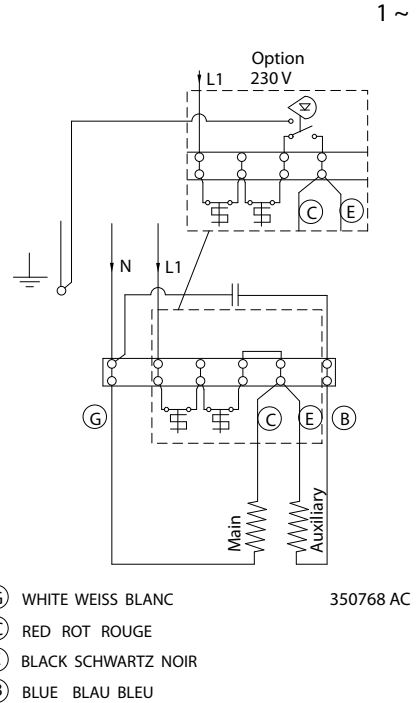 1 ~
Option
230 V
L1
C
E
N
L1
G
C
E
B
Main
Auxiliary
WHITE WEISS BLANC
350768 AC
RED ROT ROUGE
BLACK SCHWARTZ NOIR
BLUE BLAU BLEU